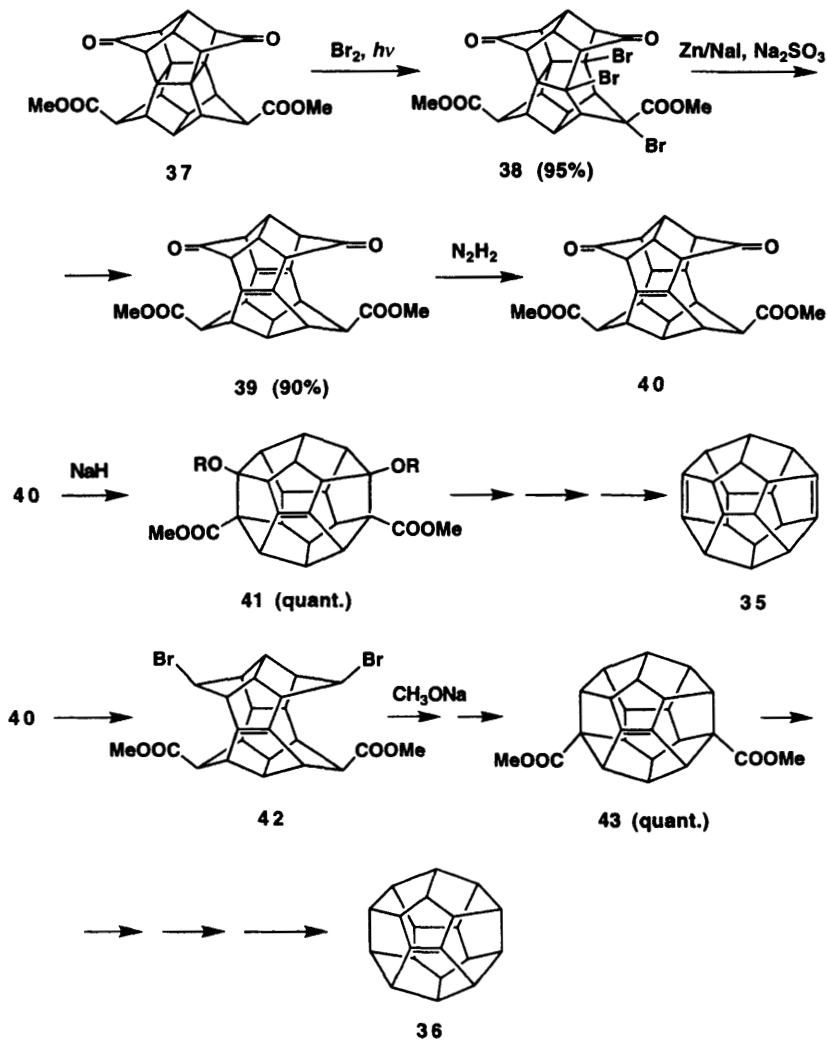 O O
Br₂, hν
MeOOC COOMe
37
O O
Br
Br
MeOOC COOMe
Br
38 (95%)
Zn/NaI, Na₂SO₃
O O
MeOOC COOMe
39 (90%)
N₂H₂
O O
MeOOC COOMe
40
40
NaH
RO OR
MeOOC COOMe
41 (quant.)
35
40
Br Br
MeOOC COOMe
42
CH₃ONa
MeOOC COOMe
43 (quant.)
36